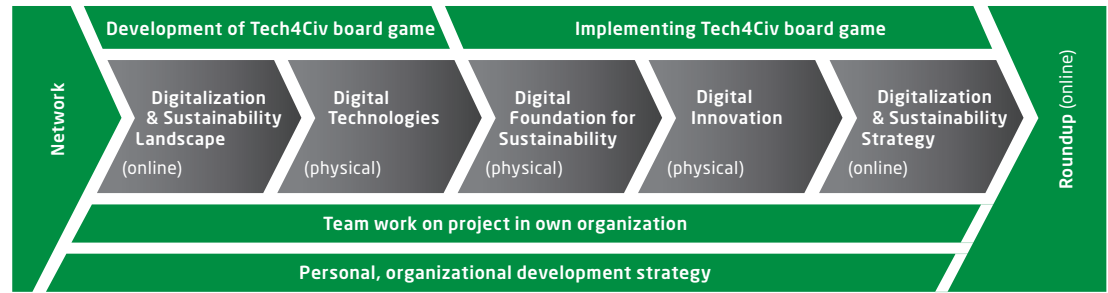 Network
Development of Tech4Civ board game
Implementing Tech4Civ board game
Digitalization
& Sustainability
Landscape
(online)
Digital
Technologies
(physical)
Digital
Foundation for
Sustainability
(physical)
Digital
Innovation
(physical)
Digitalization
& Sustainability
Strategy
(online)
Team work on project in own organization
Personal, organizational development strategy
Roundup (online)